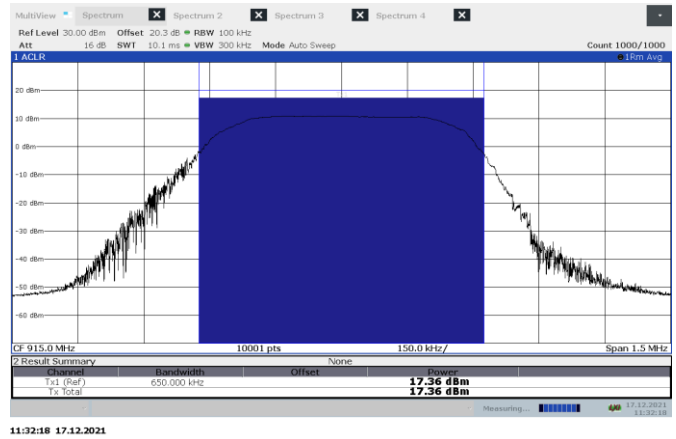 MultiView Spectrum X Spectrum 2 X Spectrum 3 X Spectrum 4 X
Ref Level 30.00 dBm Offset 20.3 dB RBW 100 kHz
Att 16 dB SWT 10.1 ms VBW 300 kHz Mode Auto Sweep Count 1000/1000
1 ACLR 1Rm Avg
20 dBm
10 dBm
0 dBm
-10 dBm
-20 dBm
-30 dBm
-40 dBm
-50 dBm
-60 dBm
CF 915.0 MHz 10001 pts 150.0 kHz/ Span 1.5 MHz
2 Result Summary None
Channel Bandwidth Offset Power
Tx1 (Ref) 650.000 kHz 17.36 dBm
Tx Total 17.36 dBm
Measuring... 17.12.2021
11:32:18
11:32:18 17.12.2021